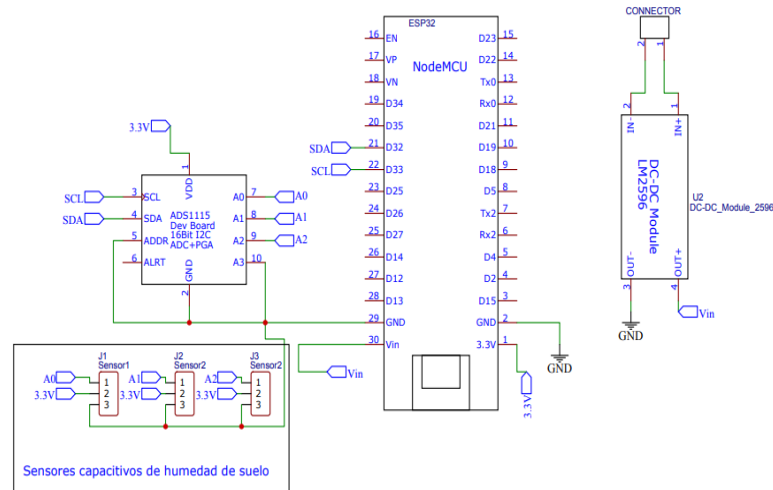 ESP32
NodeMCU
16 EN
17 VP
18 VN
19 D34
20 D35
21 D32
22 D33
23 D25
24 D26
25 D27
26 D14
27 D12
28 D13
29 GND
30 Vin
D23 15
D22 14
Tx0 13
Rx0 12
D21 11
D19 10
D18 9
D5 8
Tx2 7
Rx2 6
D4 5
D2 4
D15 3
GND 2
3.3V 1
SDA
SCL
Vin
3.3V
GND
3.3V
1
VDD
SCL
SDA
3 SCL
4 SDA
5 ADDR
6 ALRT
ADS1115
Dev Board
16Bit I2C
ADC+PGA
GND
2
A0 7
A1 8
A2 9
A3 10
A0
A1
A2
J1
Sensor1
A0
3.3V
1
2
3
J2
Sensor2
A1
3.3V
1
2
3
J3
Sensor2
A2
3.3V
1
2
3
Sensores capacitivos de humedad de suelo
CONNECTOR
2
1
2
1
IN-
IN+
DC-DC Module
LM2596
U2
DC-DC_Module_2596
OUT-
OUT+
3
4
Vin
GND